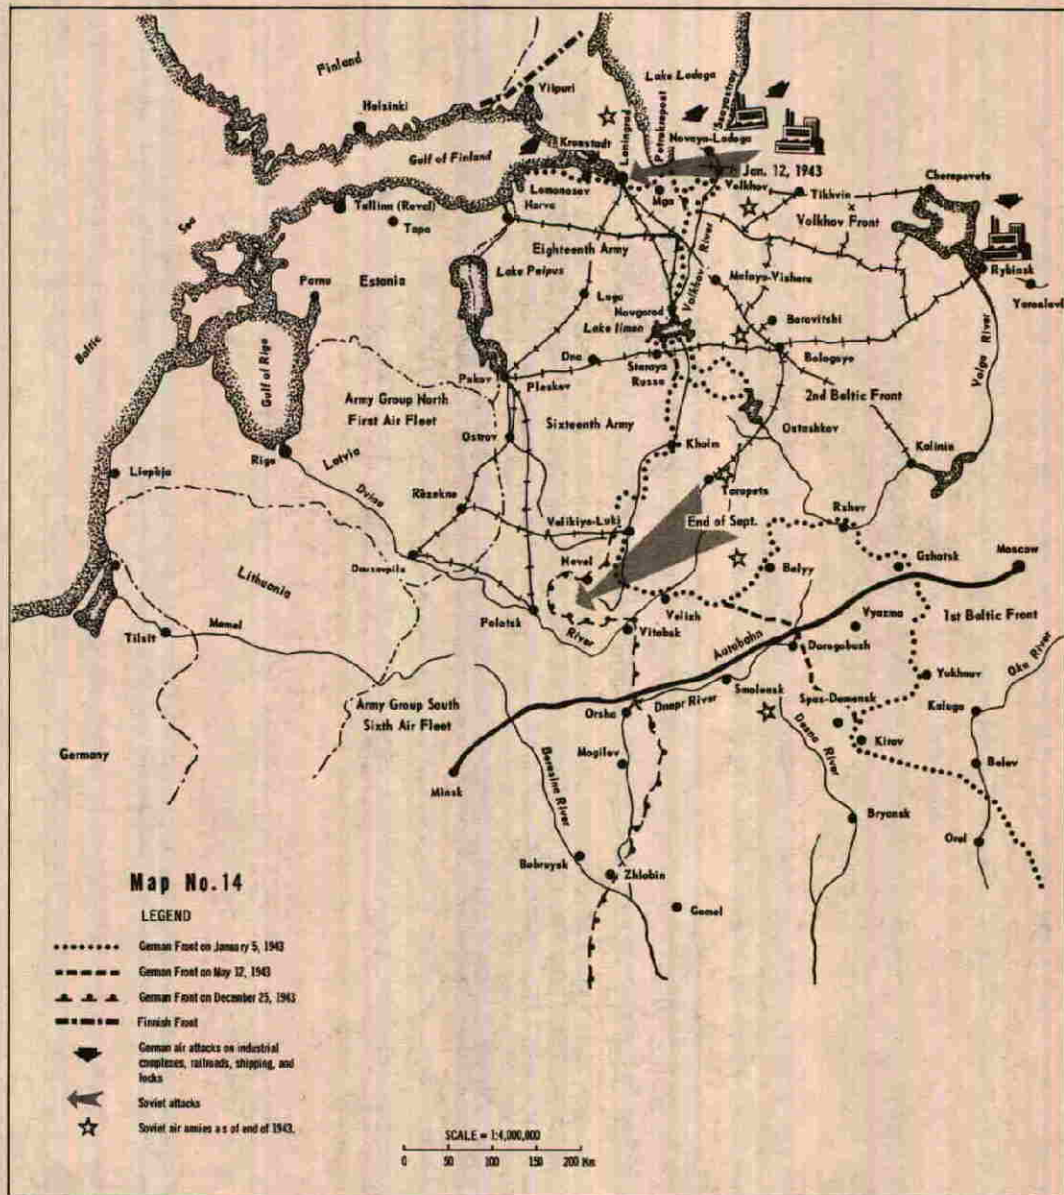 Finland
Vilpuri
Helsinki
Gulf of Finland
Kronstadt
Leningrad
Lake Ladoga
Petrokrepost
Novaya-Ladoga
Jan. 12, 1943
Lomonosov
Narva
Mga
Volkhov
Tikhvin
Volkhov Front
Cherepovets
Rybinsk
Yaroslavl
Tallinn (Reval)
Tapa
Eighteenth Army
Volkhov River
Malaya-Vishera
Baltic
Sea
Parnu
Estonia
Lake Peipus
Luga
Novgorod
Lake Ilmen
Borovitski
Bologoye
Volga River
Gulf of Riga
Pskov
Pleskov
Dno
Staraya
Russa
Army Group North
First Air Fleet
Sixteenth Army
2nd Baltic Front
Ostashkov
Kalinin
Ostrov
Kholm
Riga
Latvia
Liepaja
Dvina
Rèzekne
Toropets
Velikiye-Luki
End of Sept.
Rzhev
Nevel
Belyy
Gzhatsk
Moscow
Lithuania
Polotsk
River
Velizh
Vitebsk
Autobahn
Vyazma
1st Baltic Front
Tilsit
Memel
Dorogobush
Yukhnov
Oka River
Army Group South
Sixth Air Fleet
Orsha
Dnepr River
Smolensk
Spas-Demensk
Kaluga
Germany
Mogilev
Desna River
Kirov
Belev
Minsk
Beresina River
Bryansk
Orel
Bobruysk
Zhlobin
Gomel
Map No.14
LEGEND
German Front on January 5, 1943
German Front on May 12, 1943
German Front on December 25, 1943
Finnish Front
German air attacks on industrial
complexes, railroads, shipping, and
locks
Soviet attacks
Soviet air armies as of end of 1943.
SCALE = 1:4,000,000
0 50 100 150 200 Km